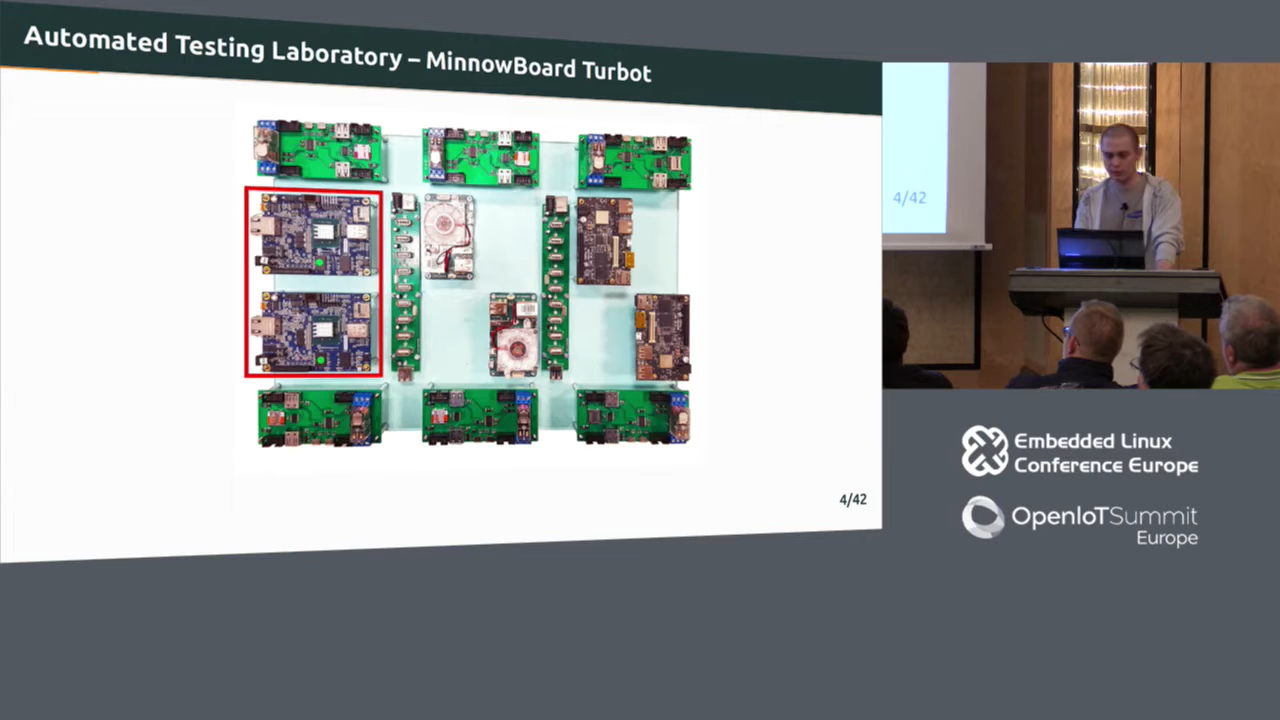 Automated Testing Laboratory – MinnowBoard Turbot
4/42
4/42
Embedded Linux
Conference Europe
OpenIoTSummit
Europe